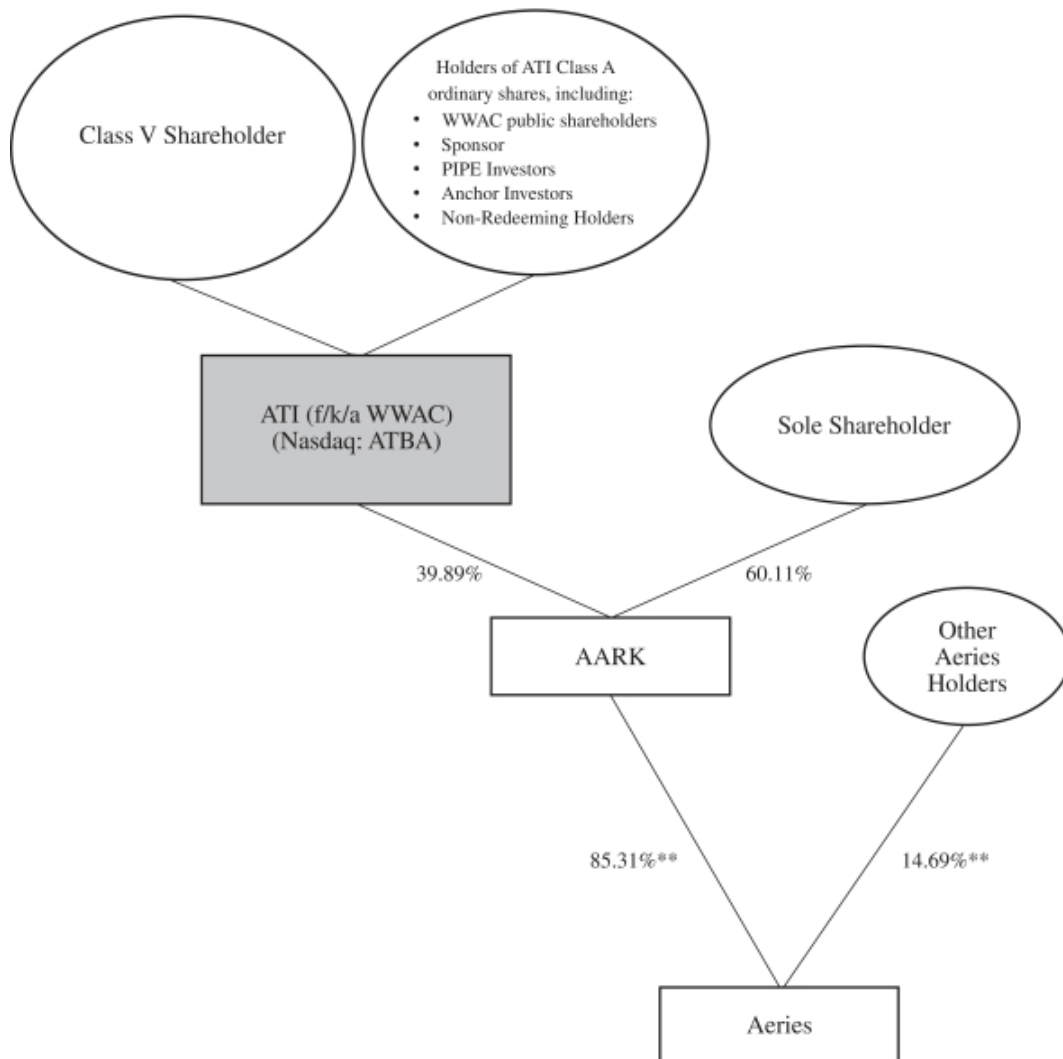 Class V Shareholder
Holders of ATI Class A
ordinary shares, including:
• WWAC public shareholders
• Sponsor
• PIPE Investors
• Anchor Investors
• Non-Redeeming Holders
ATI (f/k/a WWAC)
(Nasdaq: ATBA)
Sole Shareholder
39.89%
60.11%
AARK
Other
Aeries
Holders
85.31%**
14.69%**
Aeries